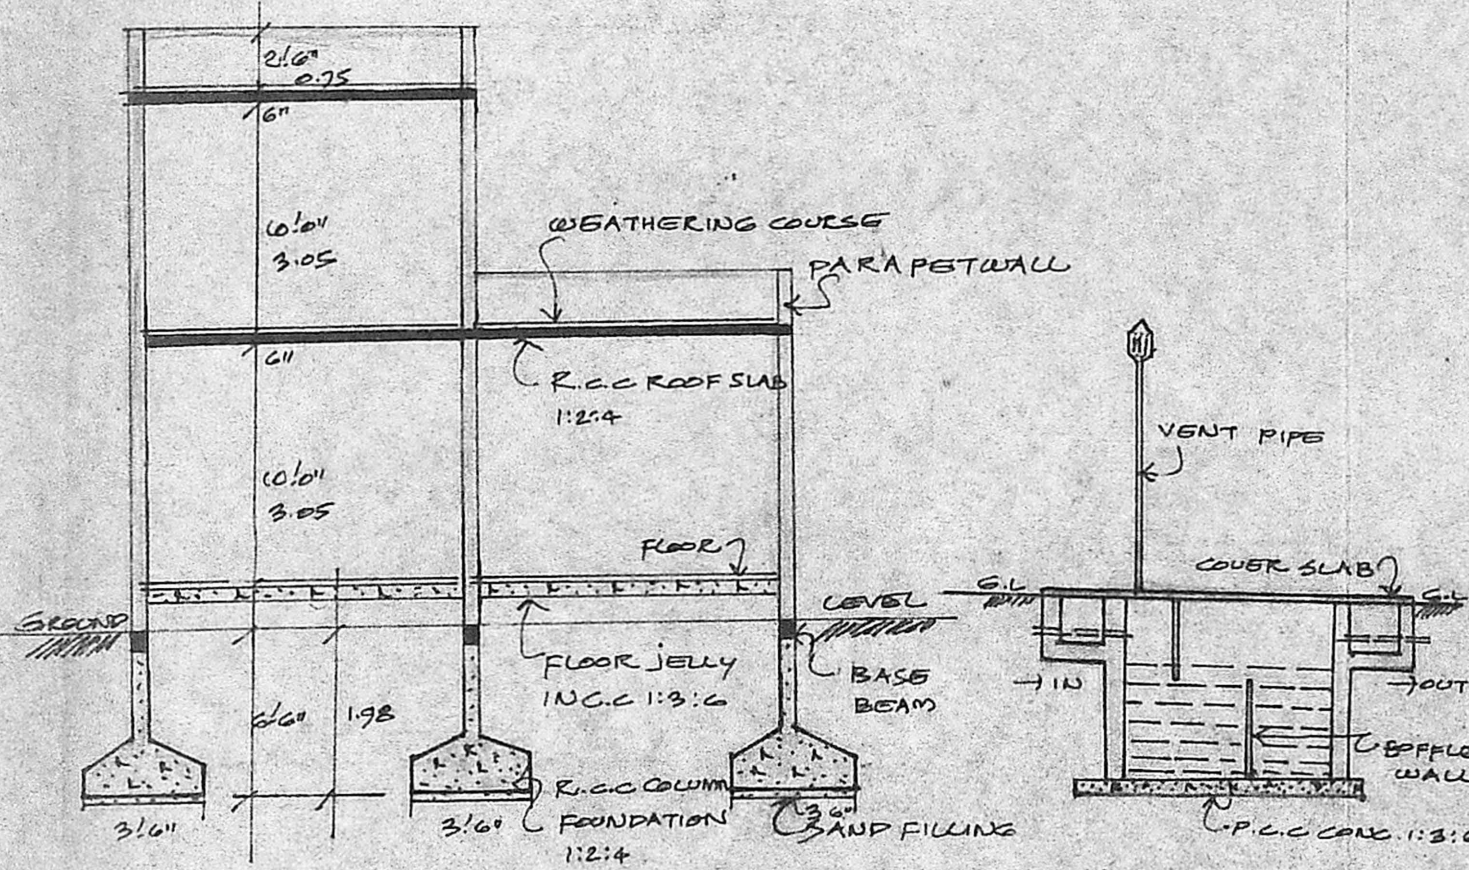 2'6"
0.75
6"
10'0"
3.05
WEATHERING COURSE
PARAPETWALL
6"
R.C.C ROOF SLAB
1:2:4
10'0"
3.05
VENT PIPE
FLOOR
COVER SLAB
G.L
G.L
GROUND
LEVEL
FLOOR JELLY
IN C.C 1:3:6
BASE
BEAM
IN
OUT
6'6"
1.98
BOFFLE
WALL
R.C.C COLUMN
FOUNDATION
1:2:4
3'6"
3'6"
3'6"
SAND FILLING
P.C.C CONC. 1:3:6